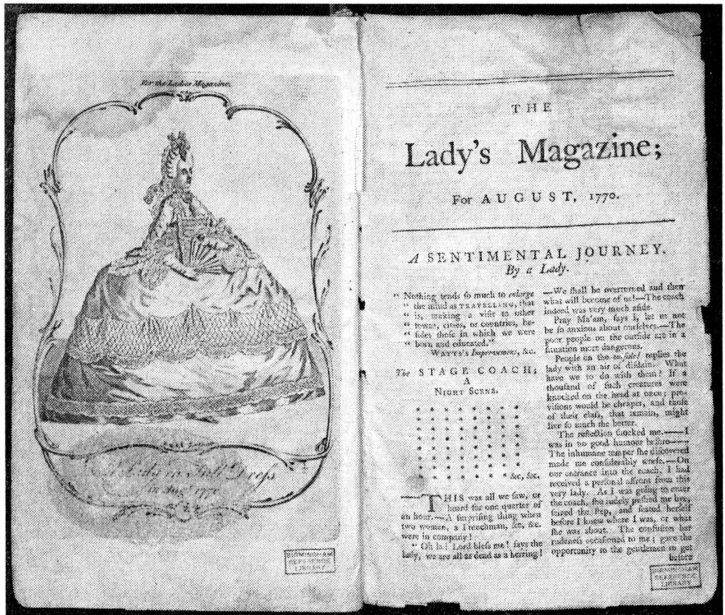 For the Ladies Magazine.
A Lady in Full Dress
in Aug. 1770
BIRMINGHAM
REFERENCE
LIBRARY
THE
Lady's Magazine;
For AUGUST, 1770.
A SENTIMENTAL JOURNEY.
By a Lady.
" Nothing tends so much to enlarge
" the mind as TRAVELLING, that
" is, making a visit to other
" towns, cities, or countries, be-
" sides those in which we were
" born and educated."
WATTS's Improvement, &c.
The STAGE COACH;
A
NIGHT SCENE.
* * * * * * *
* * * * * * *
* * * * * * *
* * * * * * *
* * * * * * *
* * * * * * *
&c, &c.
THIS was all we saw, or
heard for one quarter of
an hour.—A surprising thing when
two women, a Frenchman, &c, &c.
were in company!
" Oh la! Lord bless me! says the
lady, we are all as dead as a herring!
—We shall be overturned and then
what will become of us!—The coach
indeed was very much aside.
Pray Ma'am, says I, let us not
be so anxious about ourselves.—The
poor people on the outside are in a
situation more dangerous.
People on the outside! replies the
lady with an air of disdain. What
have we to do with them? If a
thousand of such creatures were
knocked on the head at once; pro-
visions would be cheaper, and those
of their class, that remain, might
live so much the better.
The reflection shocked me.——I
was in no good humour before——
The inhumane temper she discovered
made me considerably worse.—On
our entrance into the coach, I had
received a personal affront from this
very lady. As I was going to enter
the coach, she rudely pushed me bye,
seized the step, and seated herself
before I knew where I was, or what
she was about. The confusion her
rudeness occasioned to me; gave the
opportunity to the gentlemen to get
before
BIRMINGHAM
REFERENCE
LIBRARY